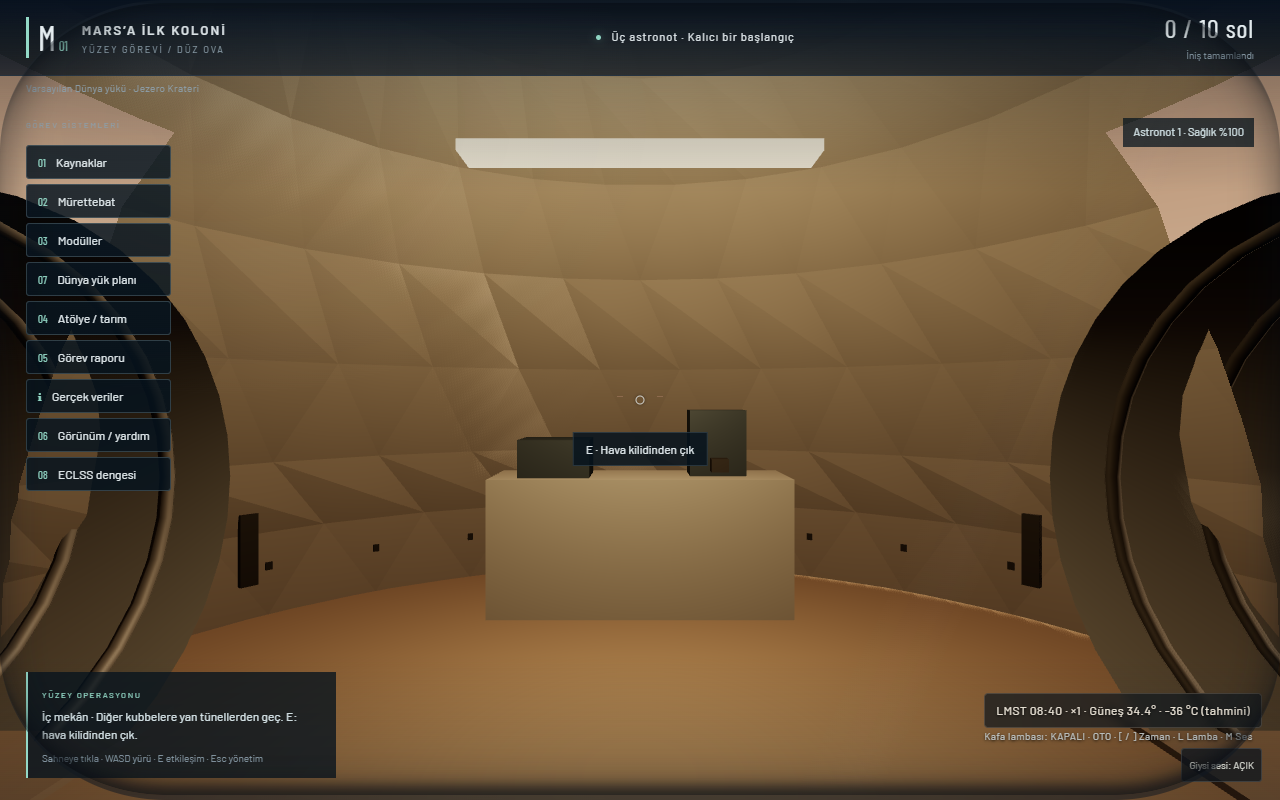 M 01
MARS'A İLK KOLONİ
YÜZEY GÖREVİ / DÜZ OVA
Üç astronot · Kalıcı bir başlangıç
0 / 10 sol
İniş tamamlandı
Varsayılan Dünya yükü · Jezero Krateri
GÖREV SİSTEMLERİ
Astronot 1 · Sağlık %100
01 Kaynaklar
02 Mürettebat
03 Modüller
07 Dünya yük planı
04 Atölye / tarım
05 Görev raporu
i Gerçek veriler
06 Görünüm / yardım
08 ECLSS dengesi
E · Hava kilidinden çık
YÜZEY OPERASYONU
İç mekân · Diğer kubbelere yan tünellerden geç. E:
hava kilidinden çık.
Sahneye tıkla · WASD yürü · E etkileşim · Esc yönetim
LMST 08:40 · ×1 · Güneş 34.4° · -36 °C (tahmini)
Kafa lambası: KAPALI · OTO · [ / ] Zaman · L Lamba · M Ses
Giysi sesi: AÇIK